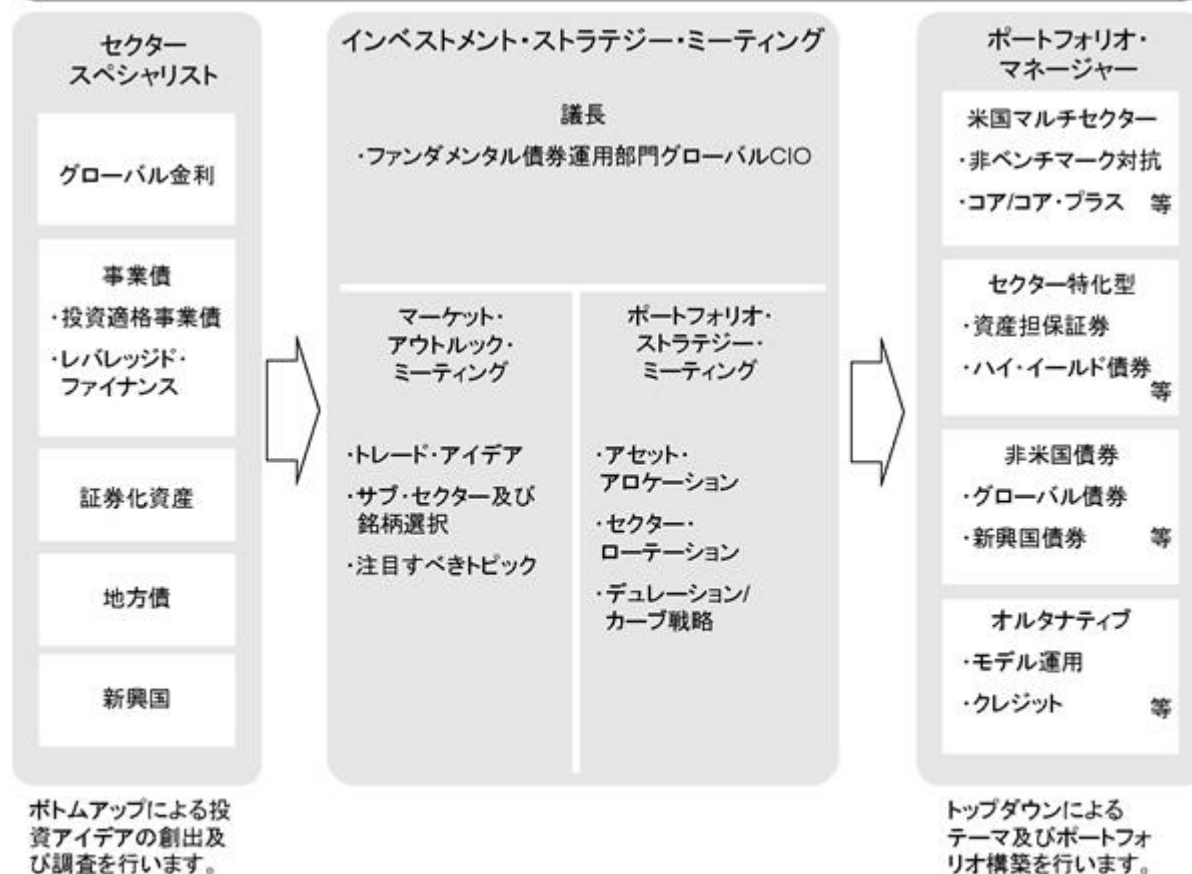 セクター
スペシャリスト
グローバル金利
事業債
・投資適格事業債
・レバレッジド・
ファイナンス
証券化資産
地方債
新興国
ボトムアップによる投
資アイデアの創出及
び調査を行います。
インベストメント・ストラテジー・ミーティング
議長
・ファンダメンタル債券運用部門グローバルCIO
マーケット・
アウトルック・
ミーティング
・トレード・アイデア
・サブ・セクター及び
銘柄選択
・注目すべきトピック
ポートフォリオ・
ストラテジー・
ミーティング
・アセット・
アロケーション
・セクター・
ローテーション
・デュレーション/
カーブ戦略
ポートフォリオ・
マネージャー
米国マルチセクター
・非ベンチマーク対抗
・コア/コア・プラス 等
セクター特化型
・資産担保証券
・ハイ・イールド債券
等
非米国債券
・グローバル債券
・新興国債券 等
オルタナティブ
・モデル運用
・クレジット 等
トップダウンによる
テーマ及びポートフォ
リオ構築を行います。